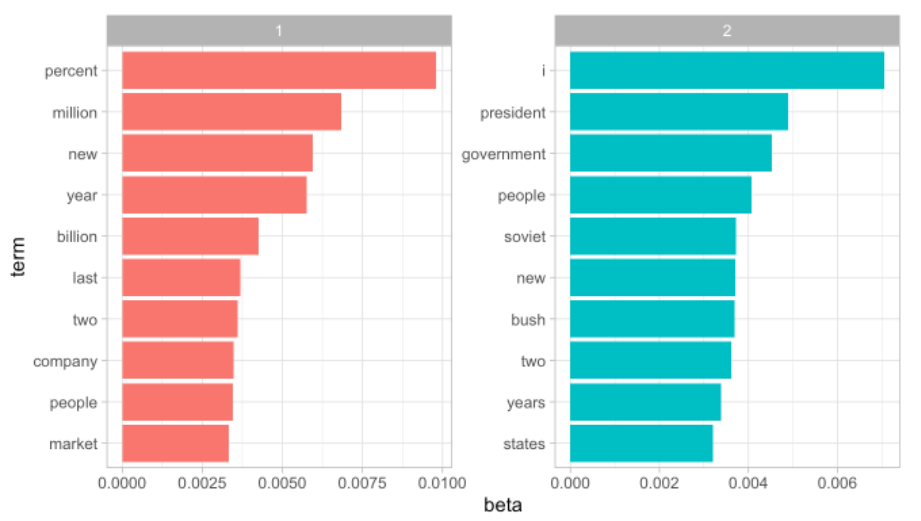 1
2
percent
million
new
year
billion
last
two
company
people
market
i
president
government
people
soviet
new
bush
two
years
states
term
0.0000 0.0025 0.0050 0.0075 0.0100
0.000 0.002 0.004 0.006
beta